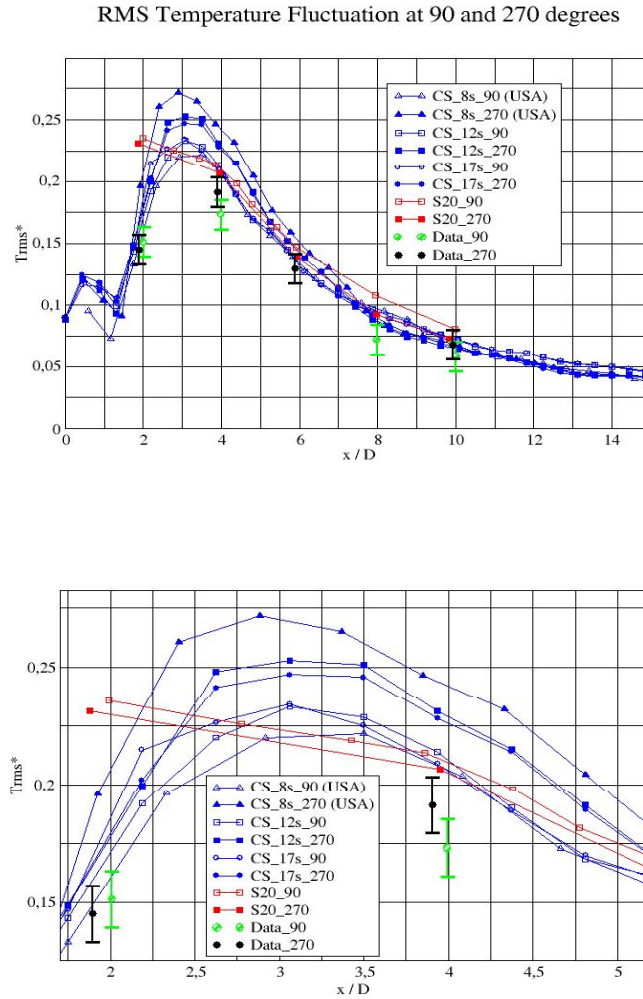 RMS Temperature Fluctuation at 90 and 270 degrees
CS_8s_90 (USA)
CS_8s_270 (USA)
CS_12s_90
CS_12s_270
CS_17s_90
CS_17s_270
S20_90
S20_270
Data_90
Data_270
0,25
0,2
0,15
0,1
0,05
0
Trms*
0 2 4 6 8 10 12 14
x / D
0,25
0,2
0,15
Trms*
CS_8s_90 (USA)
CS_8s_270 (USA)
CS_12s_90
CS_12s_270
CS_17s_90
CS_17s_270
S20_90
S20_270
Data_90
Data_270
2 2,5 3 3,5 4 4,5 5
x / D